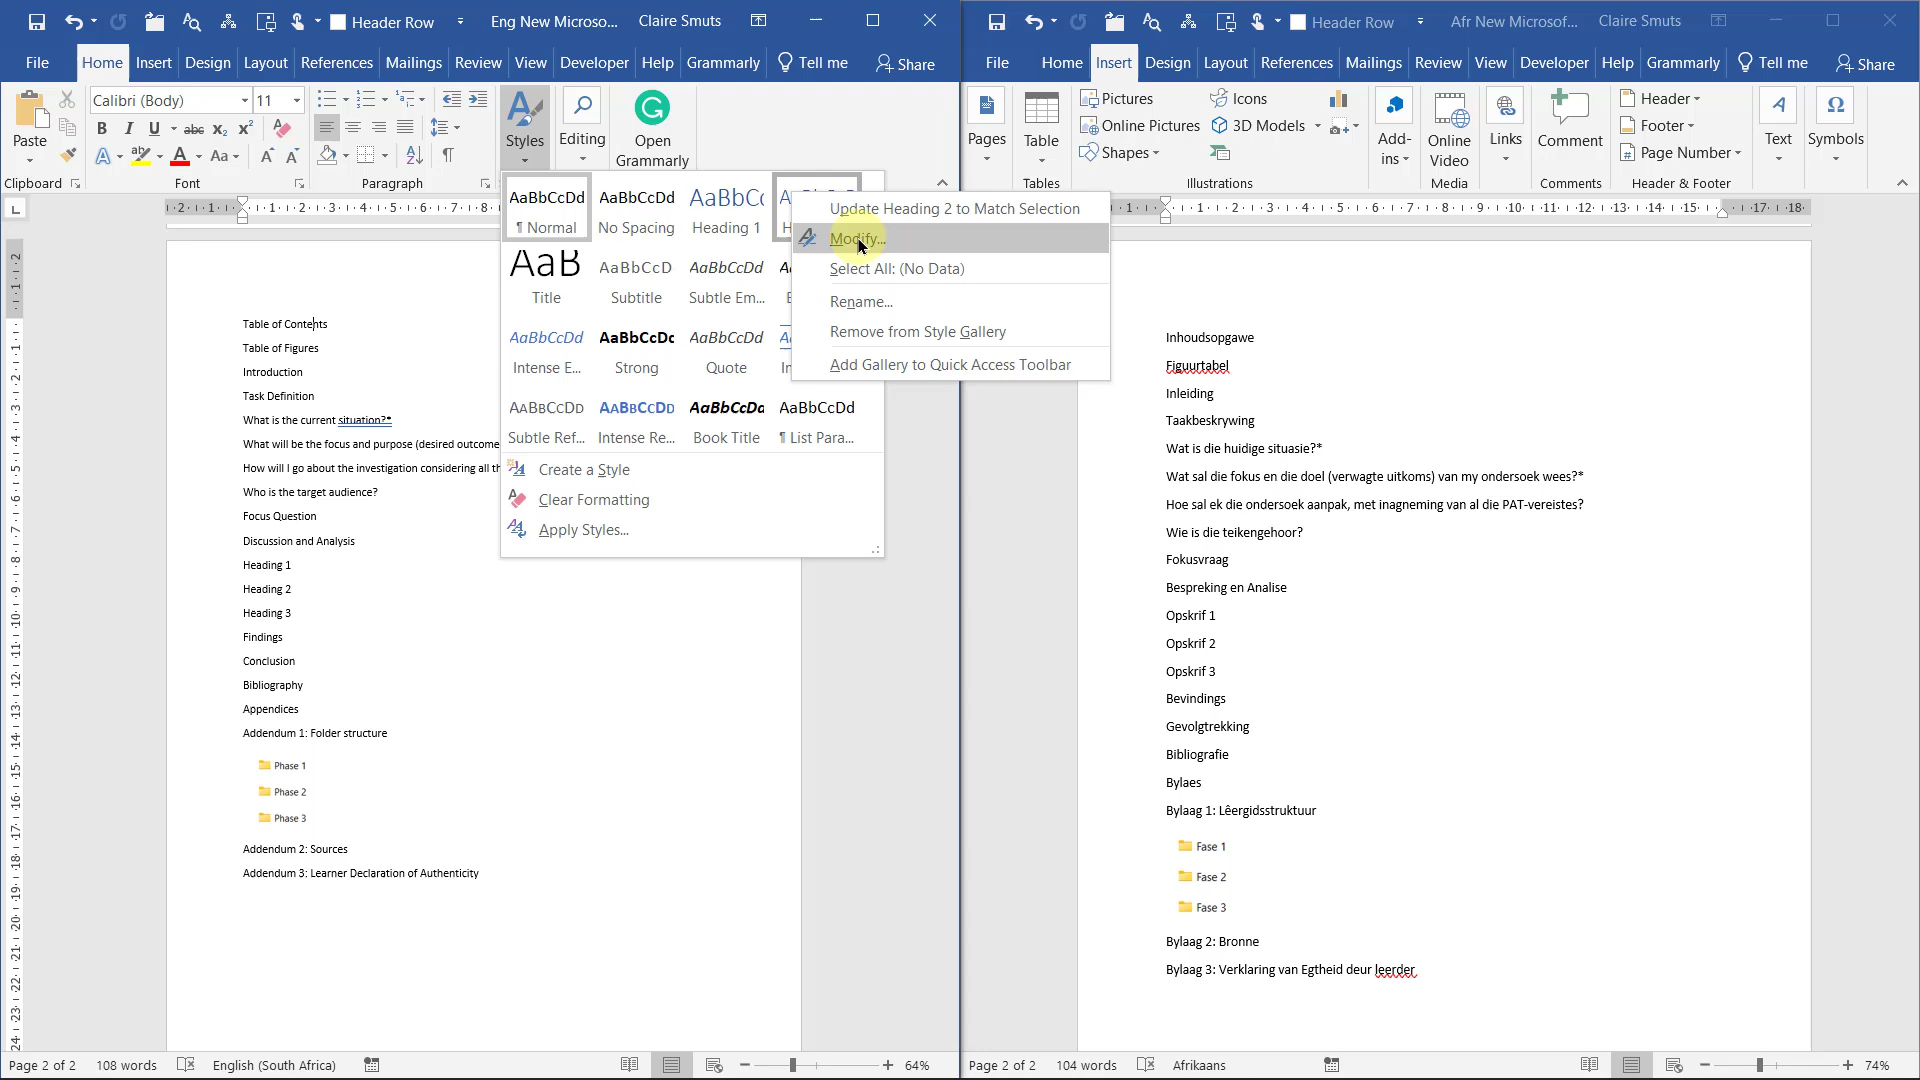 Header Row
Eng New Microso...
Claire Smuts
File
Home
Insert
Design
Layout
References
Mailings
Review
View
Developer
Help
Grammarly
Tell me
Share
Paste
Clipboard
Calibri (Body)
11
B I U abc x₂ x²
A A Aa A A
Font
Paragraph
Styles
Editing
Open
Grammarly
AaBbCcDd
¶ Normal
AaBbCcDd
No Spacing
AaBbCc
Heading 1
AaB
Title
AaBbCcD
Subtitle
AaBbCcDd
Subtle Em...
AaBbCcDd
Intense E...
AaBbCcDc
Strong
AaBbCcDd
Quote
AaBbCcDd
Subtle Ref...
AaBbCcDd
Intense Re...
AaBbCcDd
Book Title
AaBbCcDd
¶ List Para...
Create a Style
Clear Formatting
Apply Styles...
Update Heading 2 to Match Selection
Modify...
Select All: (No Data)
Rename...
Remove from Style Gallery
Add Gallery to Quick Access Toolbar
Table of Contents
Table of Figures
Introduction
Task Definition
What is the current situation?*
What will be the focus and purpose (desired outcome
How will I go about the investigation considering all th
Who is the target audience?
Focus Question
Discussion and Analysis
Heading 1
Heading 2
Heading 3
Findings
Conclusion
Bibliography
Appendices
Addendum 1: Folder structure
Phase 1
Phase 2
Phase 3
Addendum 2: Sources
Addendum 3: Learner Declaration of Authenticity
Page 2 of 2
108 words
English (South Africa)
64%
Header Row
Afr New Microsof...
Claire Smuts
File
Home
Insert
Design
Layout
References
Mailings
Review
View
Developer
Help
Grammarly
Tell me
Share
Pages
Table
Tables
Pictures
Online Pictures
Shapes
Icons
3D Models
Illustrations
Add-
ins
Online
Video
Media
Links
Comment
Comments
Header
Footer
Page Number
Header & Footer
Text
Symbols
Inhoudsopgawe
Figuurtabel
Inleiding
Taakbeskrywing
Wat is die huidige situasie?*
Wat sal die fokus en die doel (verwagte uitkoms) van my ondersoek wees?*
Hoe sal ek die ondersoek aanpak, met inagneming van al die PAT-vereistes?
Wie is die teikengehoor?
Fokusvraag
Bespreking en Analise
Opskrif 1
Opskrif 2
Opskrif 3
Bevindings
Gevolgtrekking
Bibliografie
Bylaes
Bylaag 1: Lêergidsstruktuur
Fase 1
Fase 2
Fase 3
Bylaag 2: Bronne
Bylaag 3: Verklaring van Egtheid deur leerder
Page 2 of 2
104 words
Afrikaans
74%